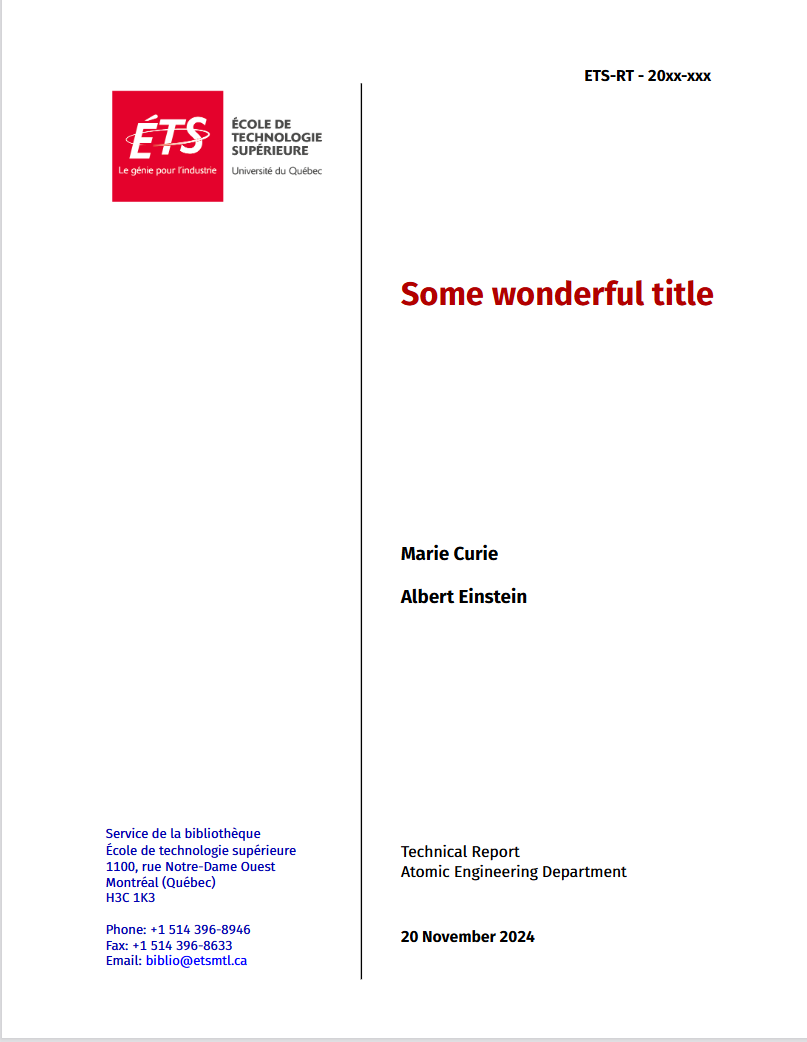 ETS-RT - 20xx-xxx
ÉTS
Le génie pour l'industrie
ÉCOLE DE
TECHNOLOGIE
SUPÉRIEURE
Université du Québec
Some wonderful title
Marie Curie
Albert Einstein
Service de la bibliothèque
École de technologie supérieure
1100, rue Notre-Dame Ouest
Montréal (Québec)
H3C 1K3
Phone: +1 514 396-8946
Fax: +1 514 396-8633
Email: biblio@etsmtl.ca
Technical Report
Atomic Engineering Department
20 November 2024